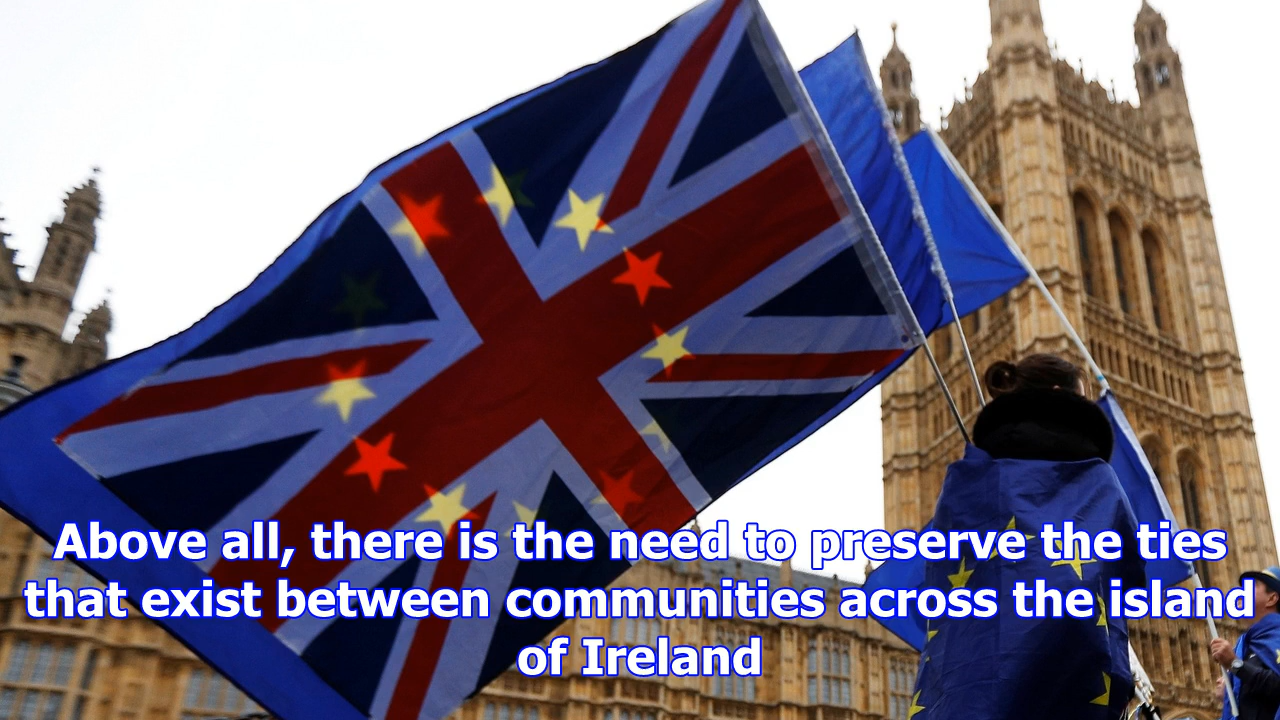 Above all, there is the need to preserve the ties
that exist between communities across the island
of Ireland